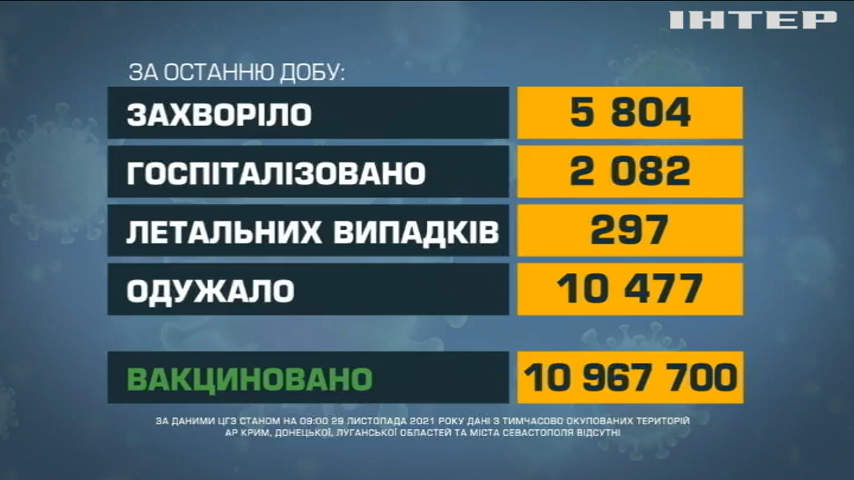 ІНТЕР
ЗА ОСТАННЮ ДОБУ:
ЗАХВОРІЛО 5 804
ГОСПІТАЛІЗОВАНО 2 082
ЛЕТАЛЬНИХ ВИПАДКІВ 297
ОДУЖАЛО 10 477
ВАКЦИНОВАНО 10 967 700
ЗА ДАНИМИ ЦГЗ СТАНОМ НА 09:00 29 ЛИСТОПАДА 2021 РОКУ ДАНІ З ТИМЧАСОВО ОКУПОВАНИХ ТЕРИТОРІЙ
АР КРИМ, ДОНЕЦЬКОЇ, ЛУГАНСЬКОЇ ОБЛАСТЕЙ ТА МІСТА СЕВАСТОПОЛЯ ВІДСУТНІ